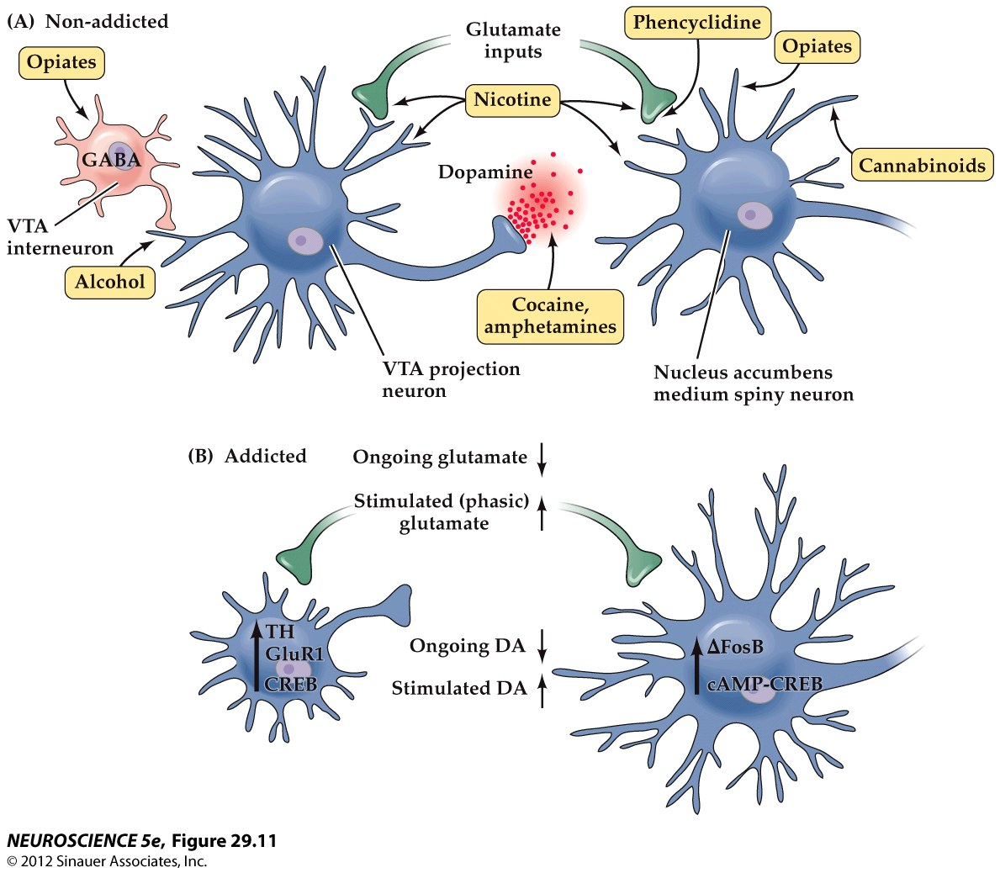 (A) Non-addicted
Opiates
GABA
VTA
interneuron
Alcohol
Glutamate
inputs
Nicotine
Dopamine
Cocaine,
amphetamines
VTA projection
neuron
Phencyclidine
Opiates
Cannabinoids
Nucleus accumbens
medium spiny neuron
(B) Addicted
Ongoing glutamate
Stimulated (phasic)
glutamate
TH
GluR1
CREB
Ongoing DA
Stimulated DA
ΔFosB
cAMP-CREB
NEUROSCIENCE 5e, Figure 29.11
© 2012 Sinauer Associates, Inc.